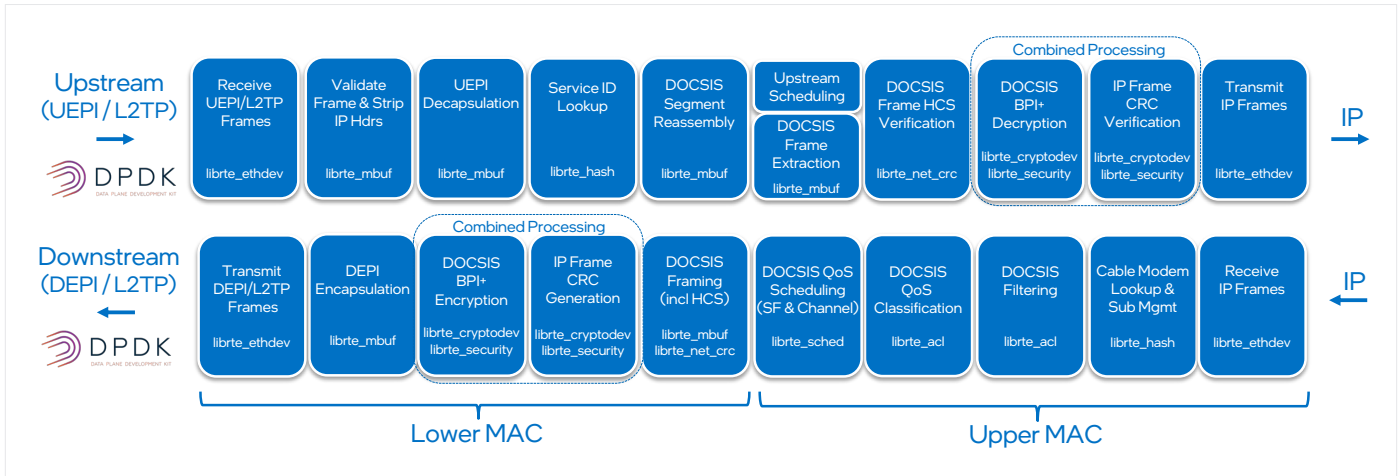 Combined Processing
Upstream
(UEPI / L2TP)
DPDK
DATA PLANE DEVELOPMENT KIT
Receive
UEPI/L2TP
Frames
librte_ethdev
Validate
Frame & Strip
IP Hdrs
librte_mbuf
UEPI
Decapsulation
librte_mbuf
Service ID
Lookup
librte_hash
DOCSIS
Segment
Reassembly
librte_mbuf
Upstream
Scheduling
DOCSIS
Frame
Extraction
librte_mbuf
DOCSIS
Frame HCS
Verification
librte_net_crc
DOCSIS
BPI+
Decryption
librte_cryptodev
librte_security
IP Frame
CRC
Verification
librte_cryptodev
librte_security
Transmit
IP Frames
librte_ethdev
IP
Combined Processing
Downstream
(DEPI / L2TP)
DPDK
DATA PLANE DEVELOPMENT KIT
Transmit
DEPI/L2TP
Frames
librte_ethdev
DEPI
Encapsulation
librte_mbuf
DOCSIS
BPI+
Encryption
librte_cryptodev
librte_security
IP Frame
CRC
Generation
librte_cryptodev
librte_security
DOCSIS
Framing
(incl HCS)
librte_mbuf
librte_net_crc
DOCSIS QoS
Scheduling
(SF & Channel)
librte_sched
DOCSIS
QoS
Classification
librte_acl
DOCSIS
Filtering
librte_acl
Cable Modem
Lookup &
Sub Mgmt
librte_hash
Receive
IP Frames
librte_ethdev
IP
Lower MAC
Upper MAC